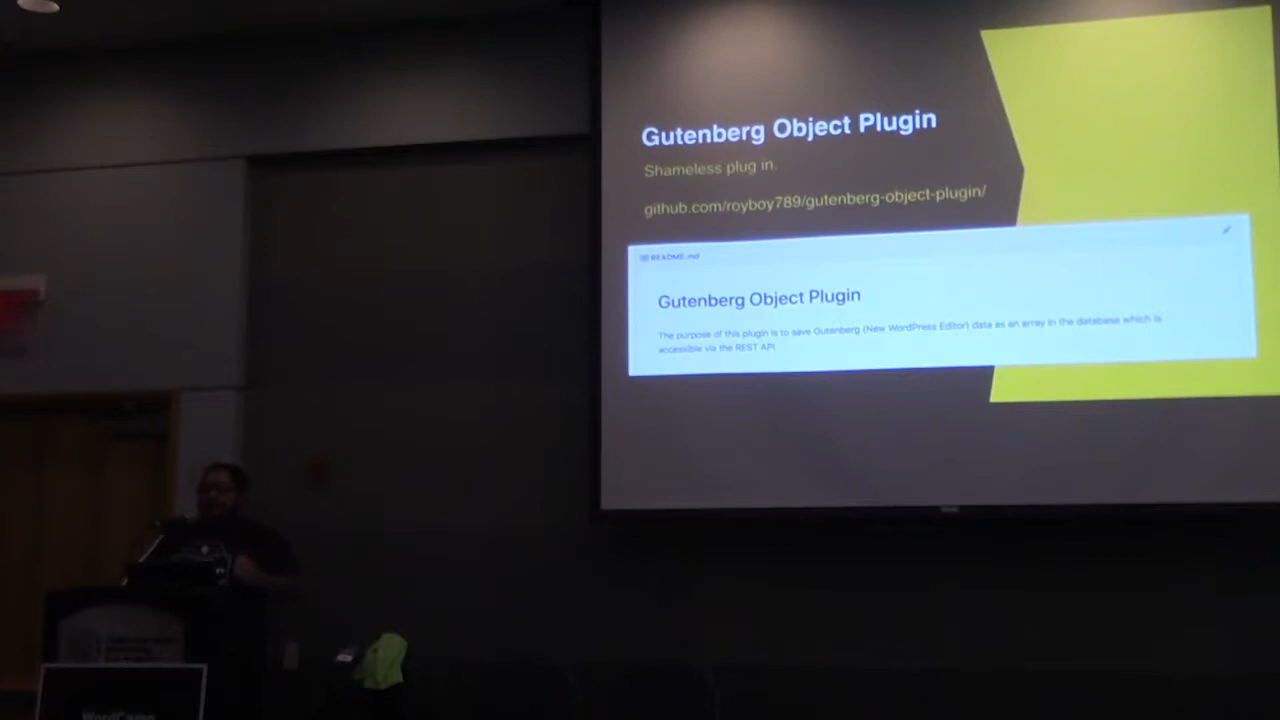 Gutenberg Object Plugin
Shameless plug in.
github.com/royboy789/gutenberg-object-plugin/
README.md
Gutenberg Object Plugin
The purpose of this plugin is to save Gutenberg (New WordPress Editor) data as an array in the database which is
accessible via the REST API.
WordCamp